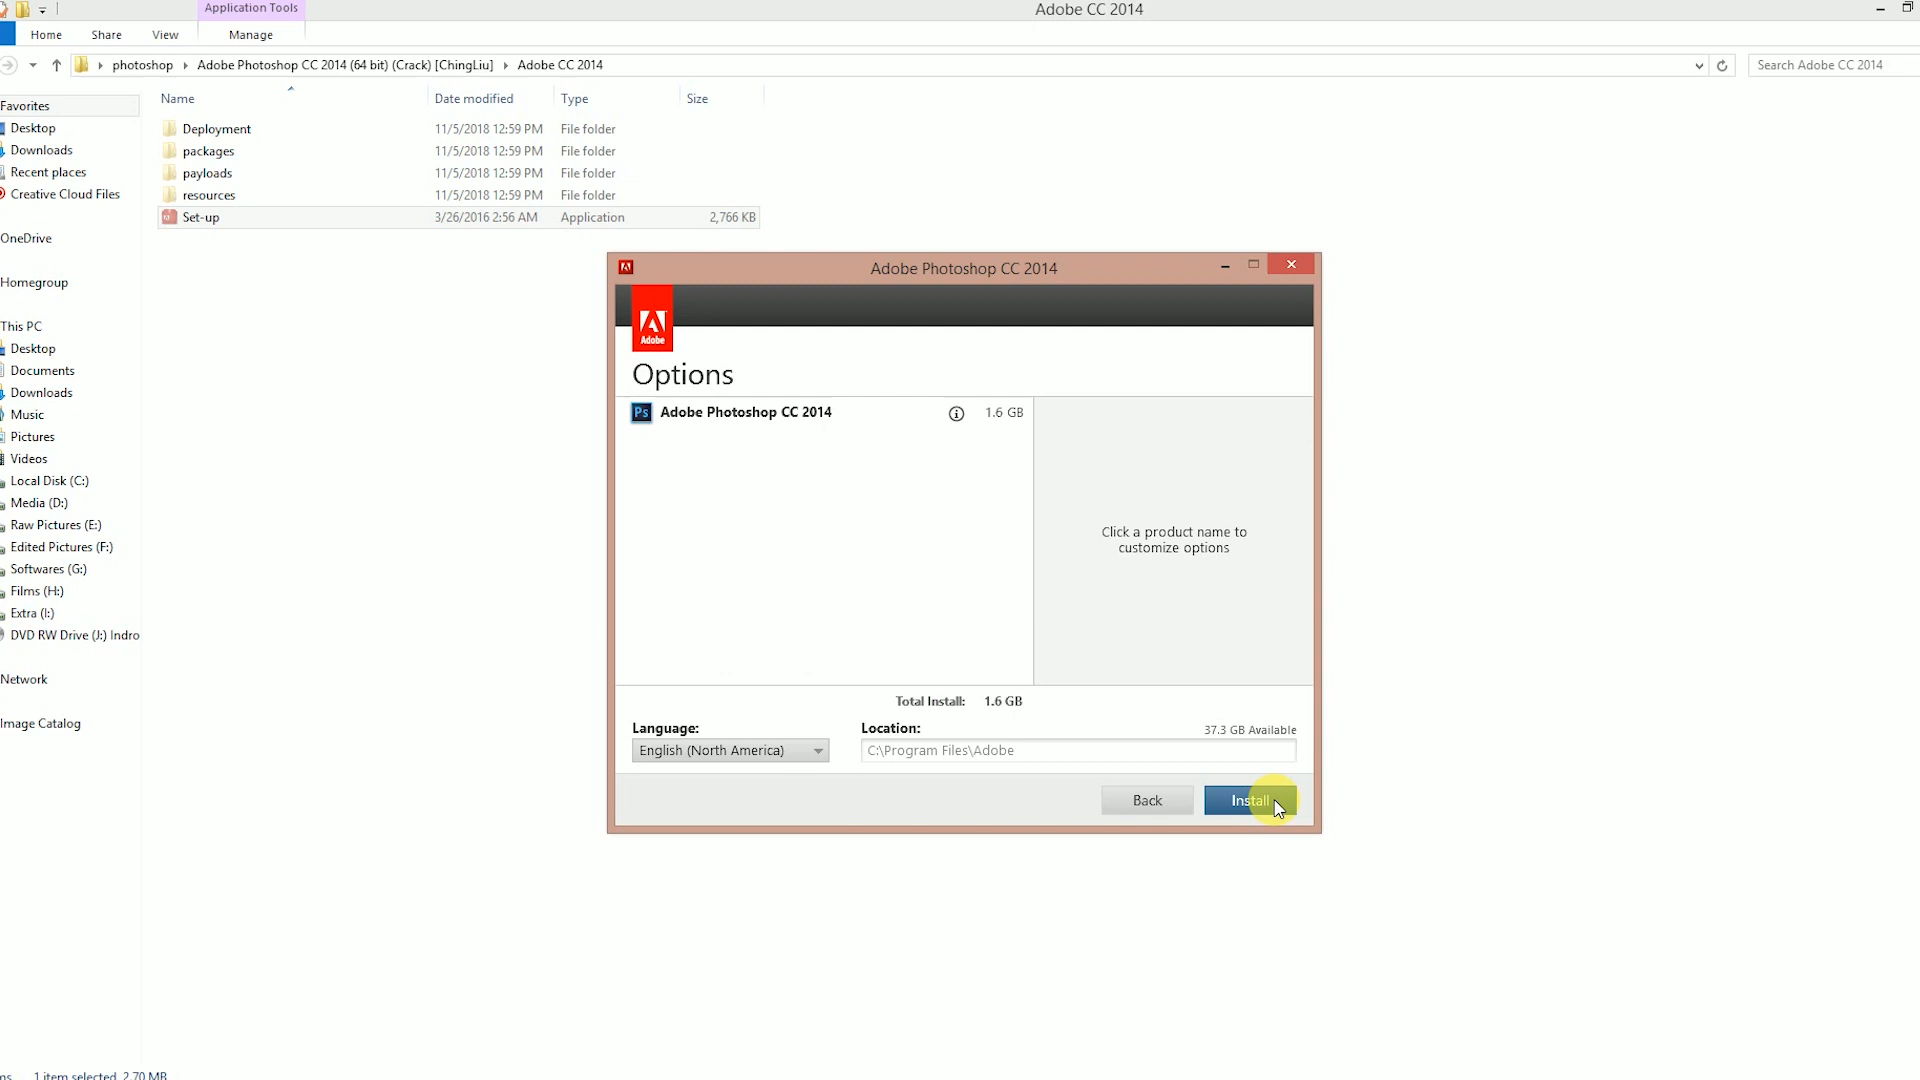 Application Tools
Adobe CC 2014
Home Share View Manage
photoshop Adobe Photoshop CC 2014 (64 bit) (Crack) [ChingLiu] Adobe CC 2014
Search Adobe CC 2014
Name Date modified Type Size
Deployment 11/5/2018 12:59 PM File folder
packages 11/5/2018 12:59 PM File folder
payloads 11/5/2018 12:59 PM File folder
resources 11/5/2018 12:59 PM File folder
Set-up 3/26/2016 2:56 AM Application 2,766 KB
Favorites
Desktop
Downloads
Recent places
Creative Cloud Files
OneDrive
Homegroup
This PC
Desktop
Documents
Downloads
Music
Pictures
Videos
Local Disk (C:)
Media (D:)
Raw Pictures (E:)
Edited Pictures (F:)
Softwares (G:)
Films (H:)
Extra (I:)
DVD RW Drive (J:) Indro
Network
Image Catalog
Adobe Photoshop CC 2014
Adobe
Options
Ps Adobe Photoshop CC 2014 1.6 GB
Click a product name to
customize options
Total Install: 1.6 GB
Language:
English (North America)
Location: 37.3 GB Available
C:\Program Files\Adobe
Back Install
1 item selected 2.70 MB